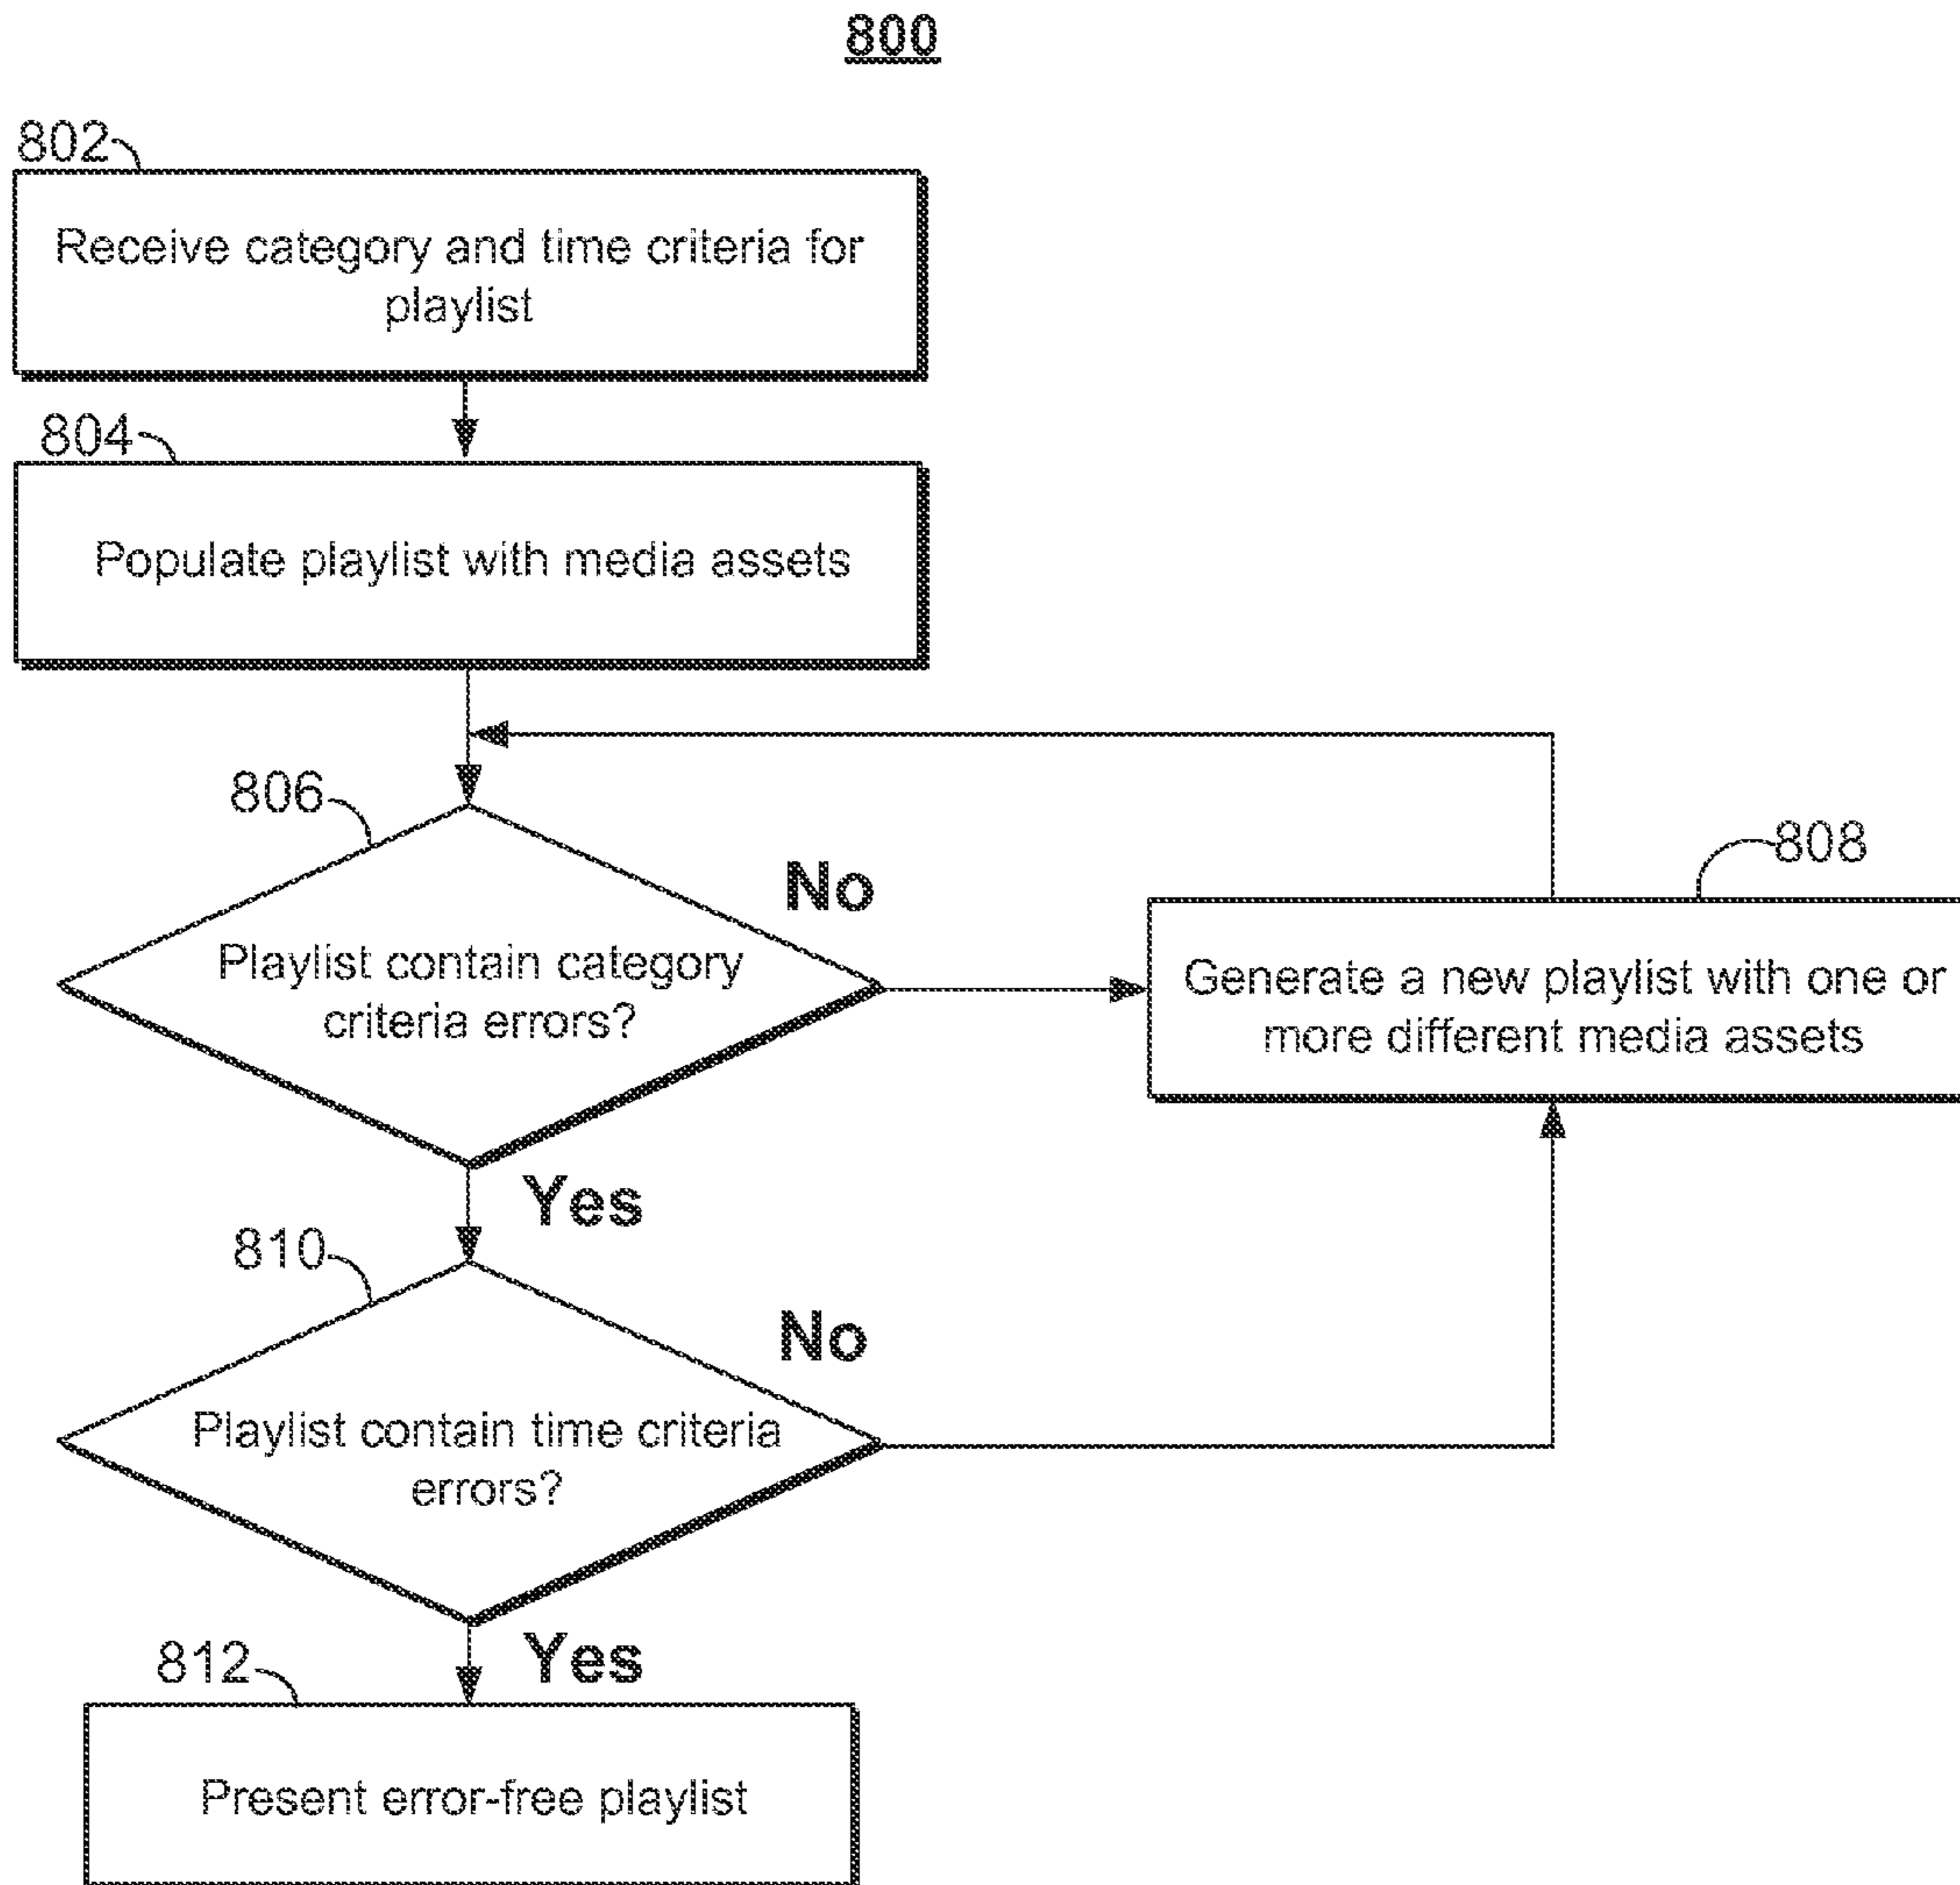 800
802
Receive category and time criteria for
playlist
804
Populate playlist with media assets
806
No
808
Playlist contain category
criteria errors?
Generate a new playlist with one or
more different media assets
Yes
810
No
Playlist contain time criteria
errors?
812
Yes
Present error-free playlist